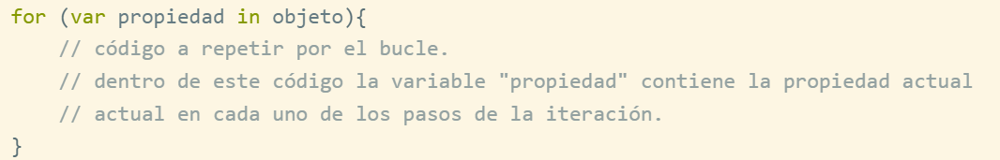 for (var propiedad in objeto){
// código a repetir por el bucle.
// dentro de este código la variable "propiedad" contiene la propiedad actual
// actual en cada uno de los pasos de la iteración.
}